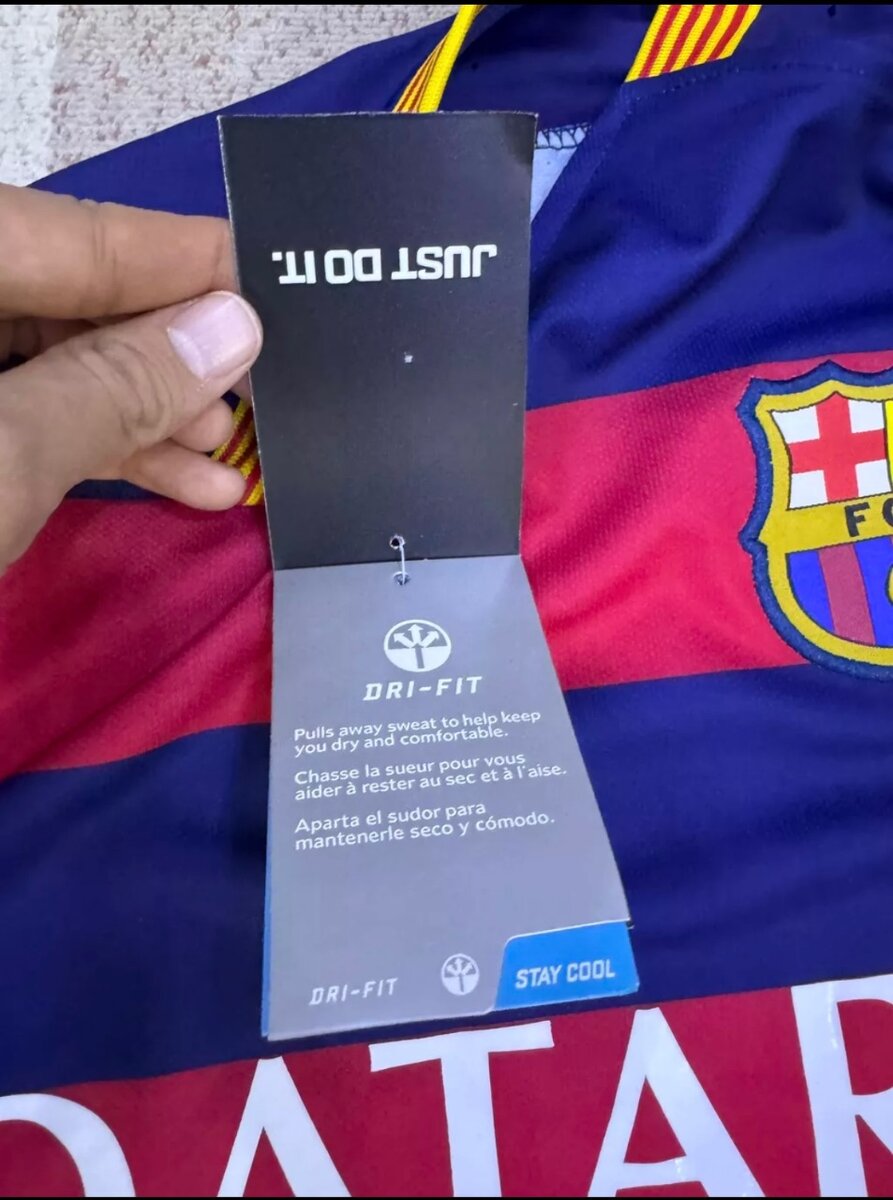 JUST DO IT.
DRI-FIT
Pulls away sweat to help keep
you dry and comfortable.
Chasse la sueur pour vous
aider à rester au sec et à l'aise.
Aparta el sudor para
mantenerle seco y cómodo.
DRI-FIT
STAY COOL
FC
QATAR